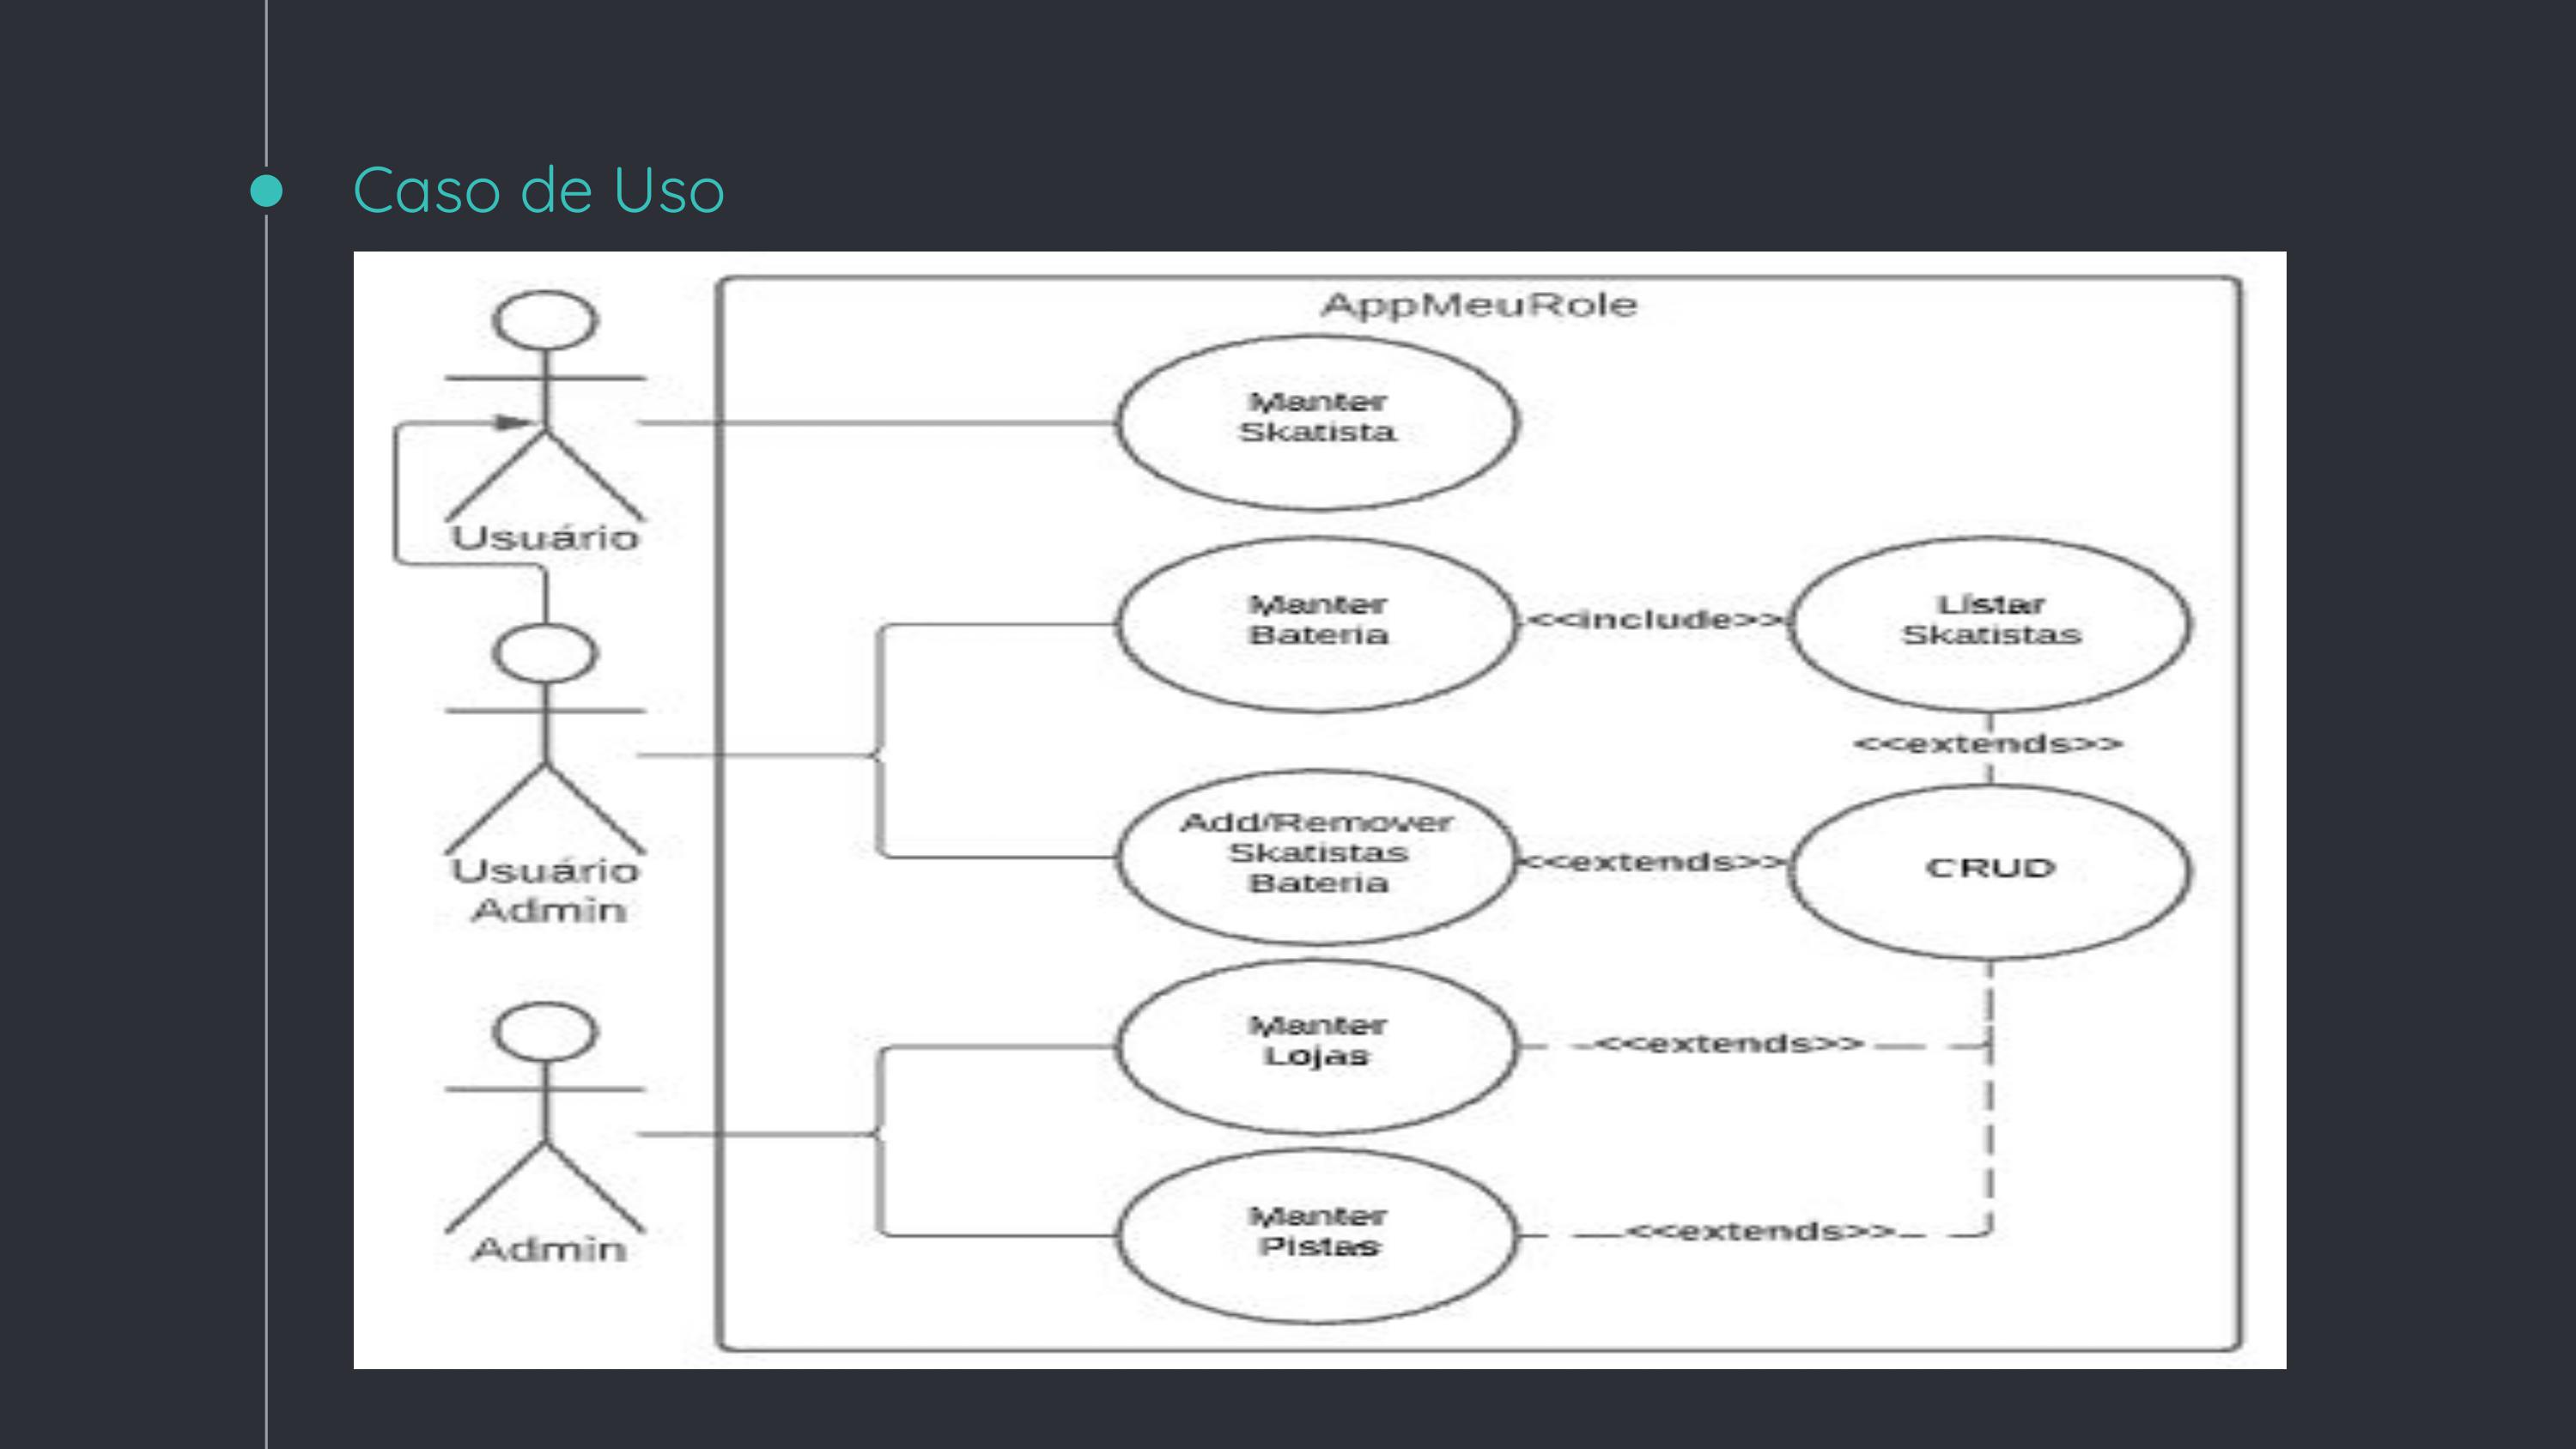 Caso de Uso
AppMeuRole
Manter
Skatista
Usuário
Manter
Bateria
<<include>>
Listar
Skatistas
<<extends>>
Usuário
Admin
Add/Remover
Skatistas
Bateria
<<extends>>
CRUD
Manter
Lojas
<<extends>>
Admin
Manter
Pistas
<<extends>>